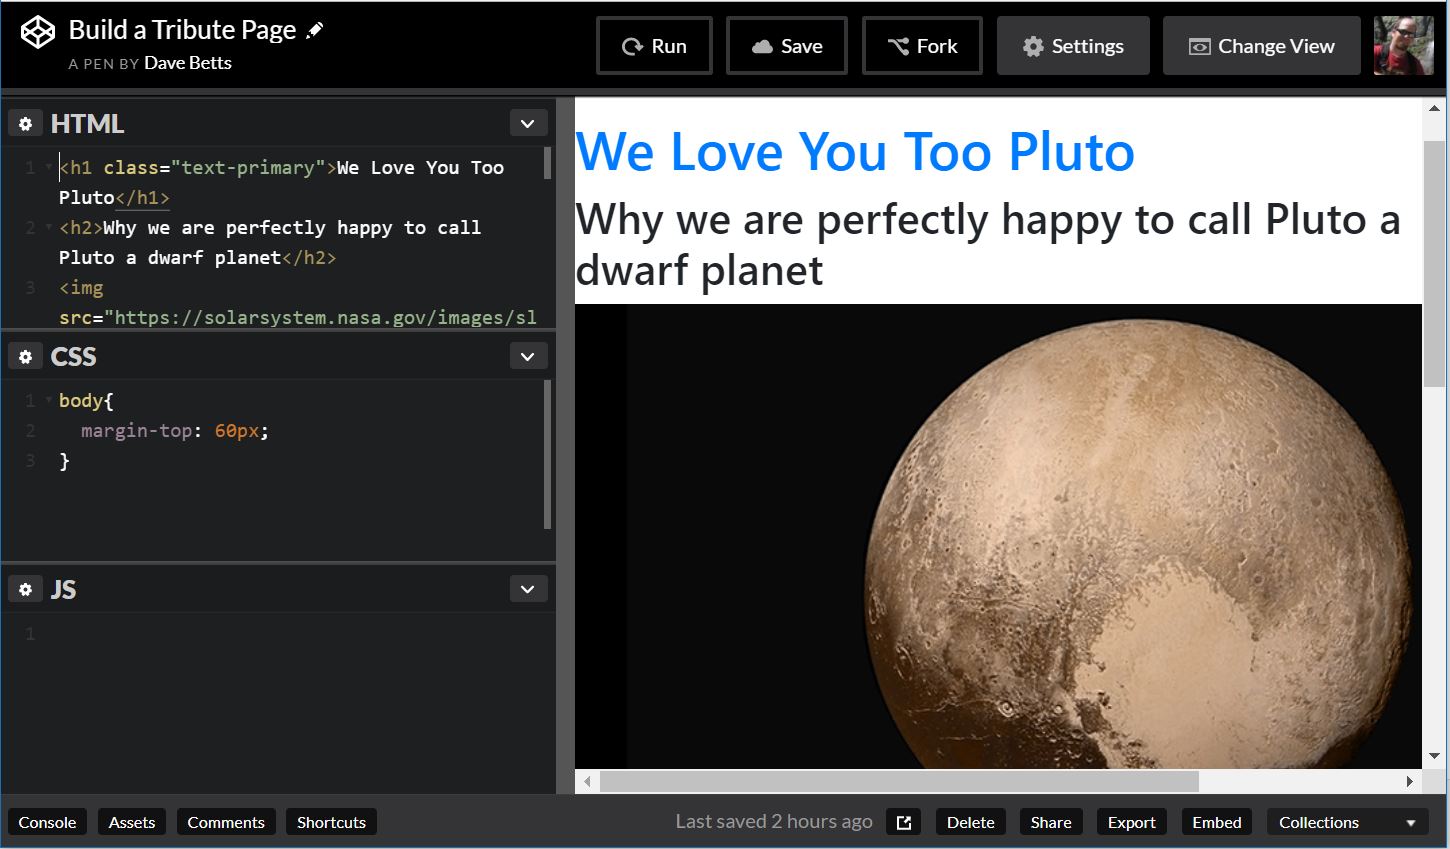 Build a Tribute Page
A PEN BY Dave Betts
Run
Save
Fork
Settings
Change View
HTML
1 <h1 class="text-primary">We Love You Too
Pluto</h1>
2 <h2>Why we are perfectly happy to call
Pluto a dwarf planet</h2>
3 <img
src="https://solarsystem.nasa.gov/images/sl
CSS
1 body{
2 margin-top: 60px;
3 }
JS
1
We Love You Too Pluto
Why we are perfectly happy to call Pluto a
dwarf planet
Console
Assets
Comments
Shortcuts
Last saved 2 hours ago
Delete
Share
Export
Embed
Collections